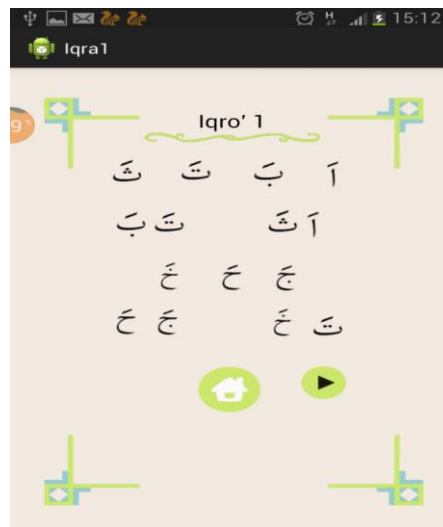 H 15:12
Iqra1
Iqro' 1
اَ بَ تَ ثَ
اَ ثَ تَ بَ
جَ حَ خَ
تَ خَ جَ حَ